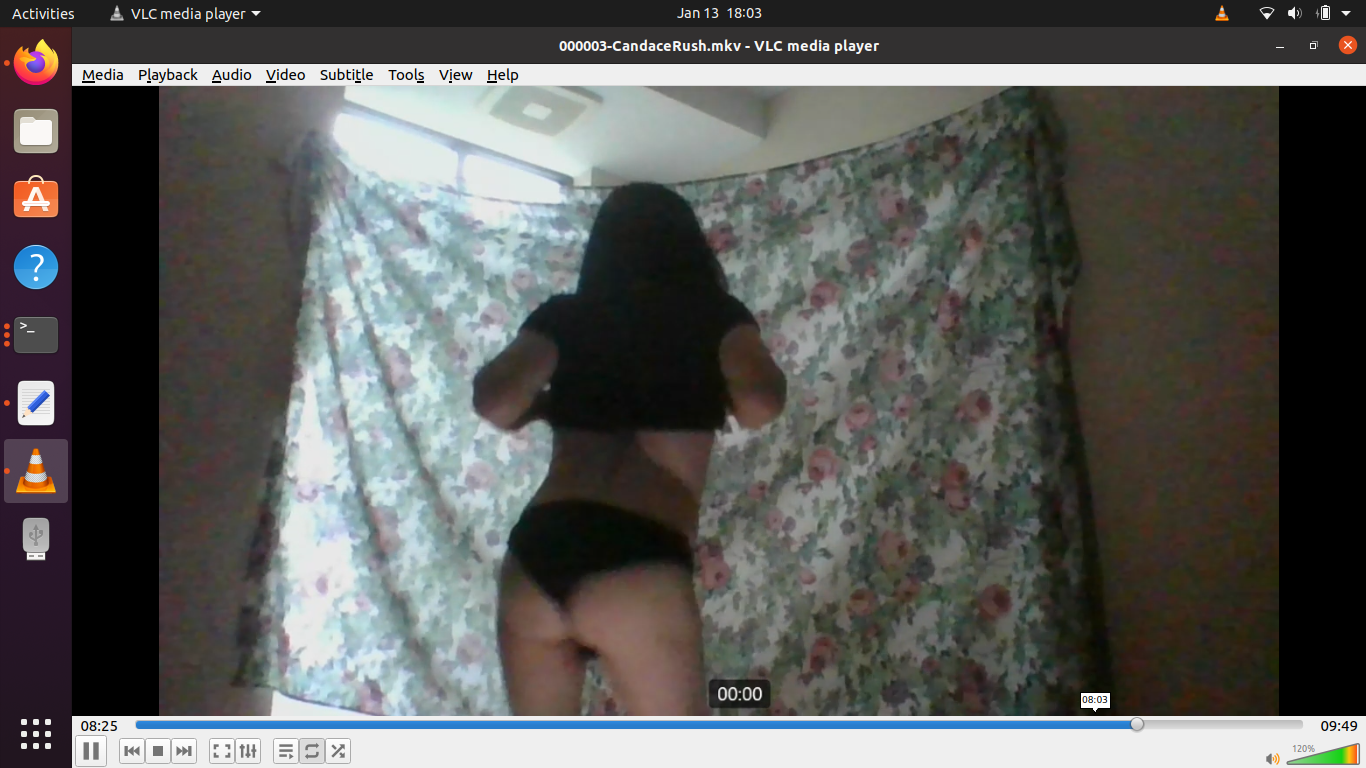 Activities VLC media player Jan 13 18:03
000003-CandaceRush.mkv - VLC media player
Media Playback Audio Video Subtitle Tools View Help
00:00
08:03
08:25 09:49
120%